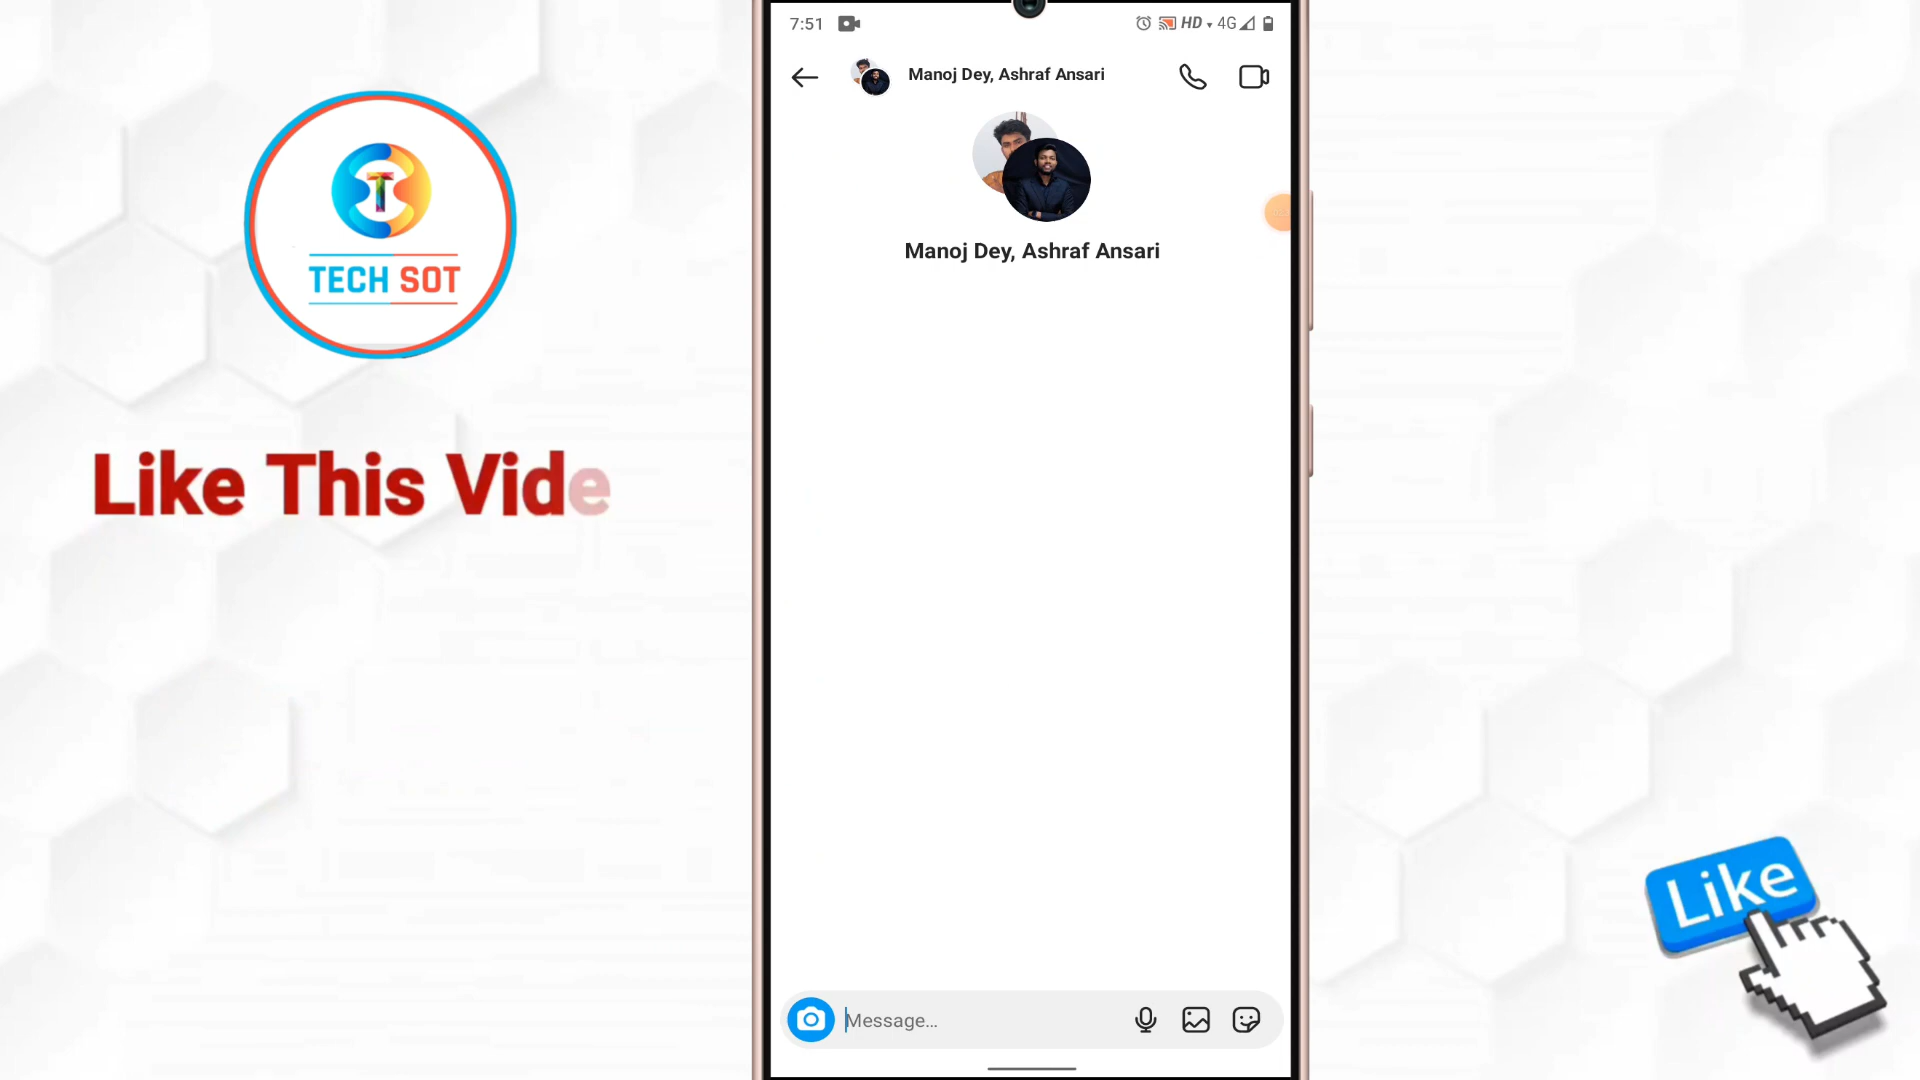 7:51
HD 4G
Manoj Dey, Ashraf Ansari
Manoj Dey, Ashraf Ansari
T
TECH SOT
Like This Vide
Like
Message...